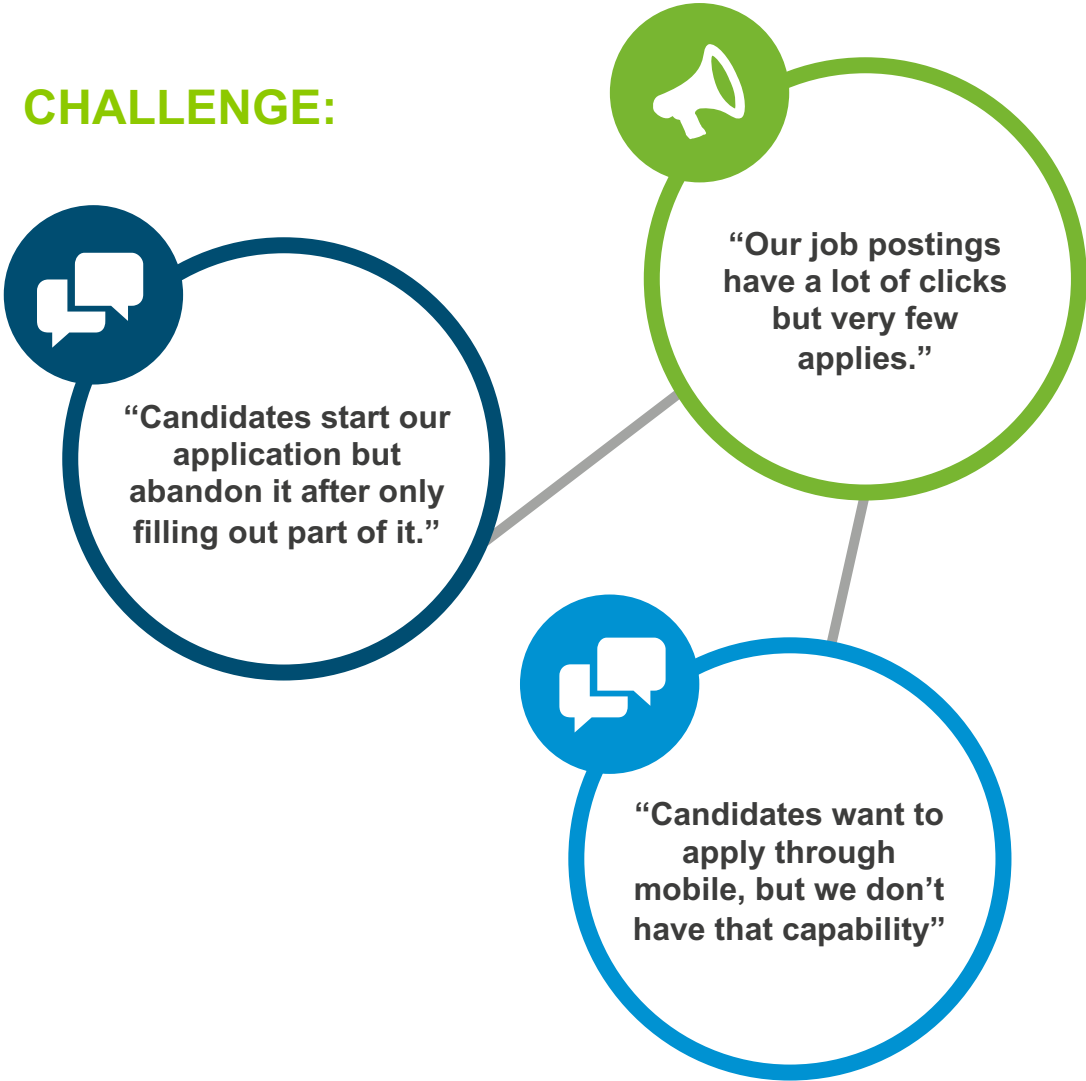 CHALLENGE:
“Our job postings
have a lot of clicks
but very few
applies.”
“Candidates start our
application but
abandon it after only
filling out part of it.”
“Candidates want to
apply through
mobile, but we don’t
have that capability”